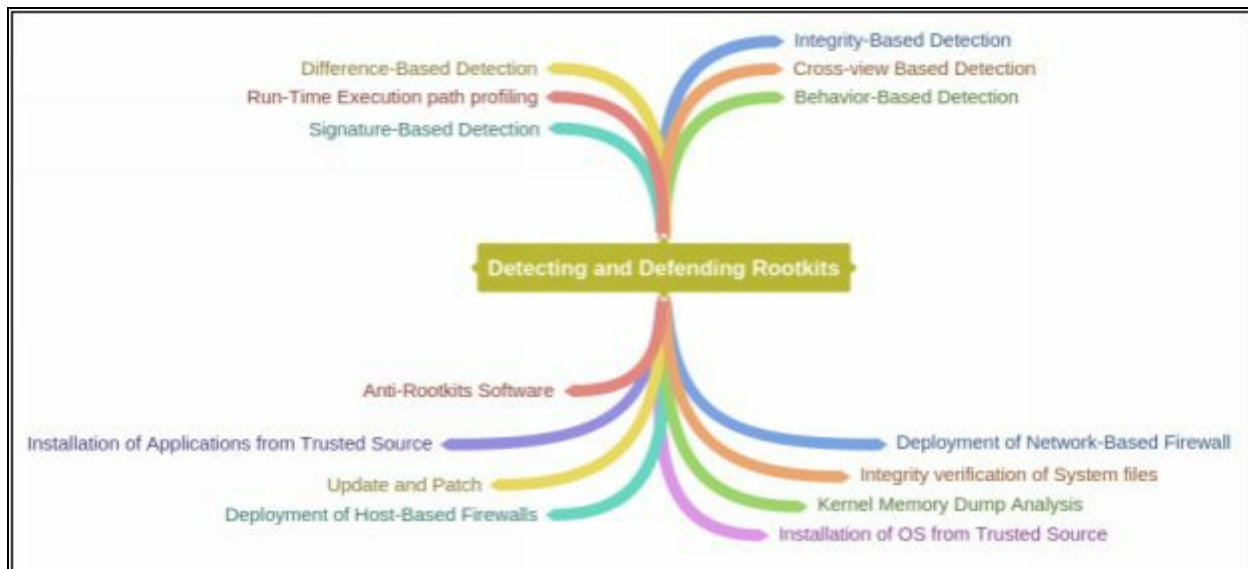 Integrity-Based Detection
Difference-Based Detection
Cross-view Based Detection
Run-Time Execution path profiling
Behavior-Based Detection
Signature-Based Detection
Detecting and Defending Rootkits
Anti-Rootkits Software
Installation of Applications from Trusted Source
Deployment of Network-Based Firewall
Integrity verification of System files
Update and Patch
Kernel Memory Dump Analysis
Deployment of Host-Based Firewalls
Installation of OS from Trusted Source